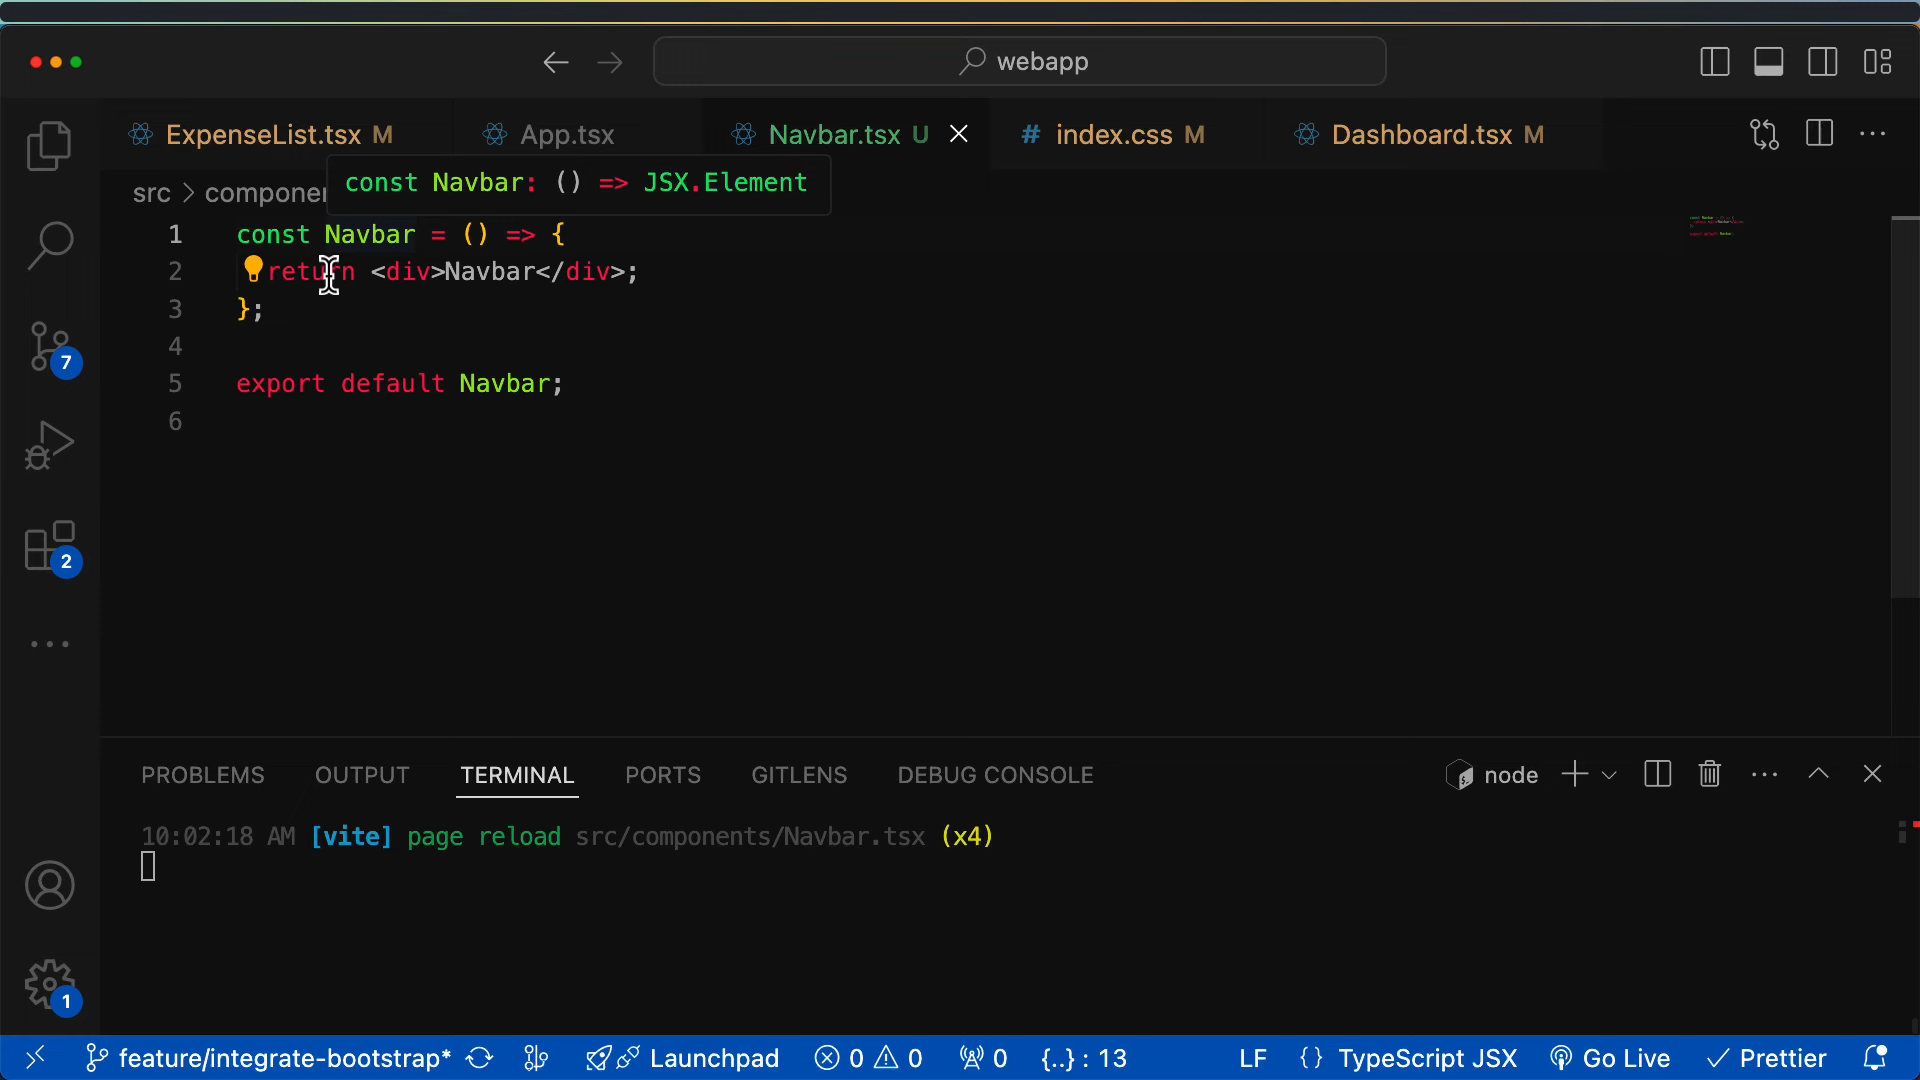 webapp
ExpenseList.tsx M
App.tsx
Navbar.tsx U
# index.css M
Dashboard.tsx M
src > componen
const Navbar: () => JSX.Element
1 const Navbar = () => {
2 return <div>Navbar</div>;
3 };
4
5 export default Navbar;
6
7
2
1
PROBLEMS OUTPUT TERMINAL PORTS GITLENS DEBUG CONSOLE
node
10:02:18 AM [vite] page reload src/components/Navbar.tsx (x4)
feature/integrate-bootstrap* Launchpad 0 0 0 {..} : 13 LF {} TypeScript JSX Go Live Prettier